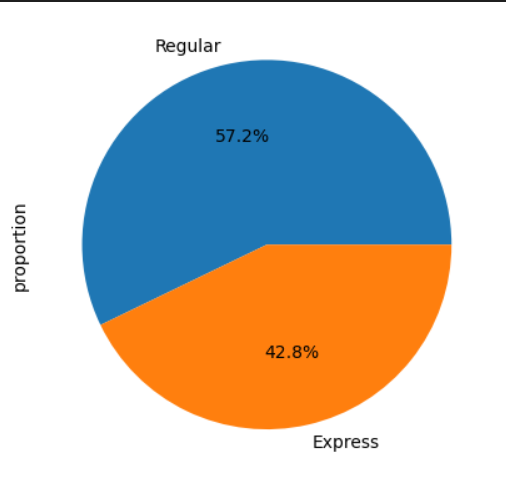 Regular
57.2%
proportion
42.8%
Express